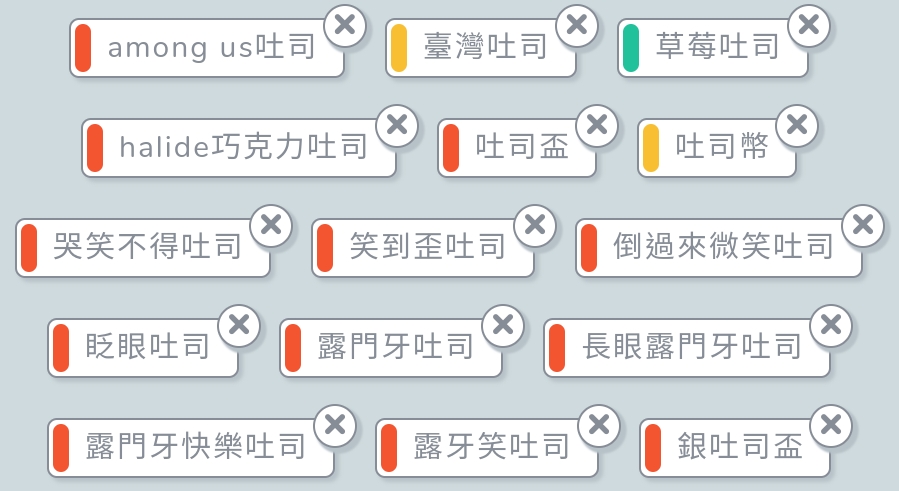 among us吐司 臺灣吐司 草莓吐司
halide巧克力吐司 吐司盃 吐司幣
哭笑不得吐司 笑到歪吐司 倒過來微笑吐司
眨眼吐司 露門牙吐司 長眼露門牙吐司
露門牙快樂吐司 露牙笑吐司 銀吐司盃